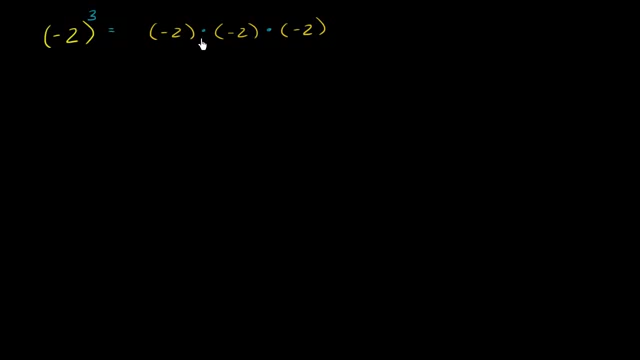 (-2)³ = (-2) · (-2) · (-2)